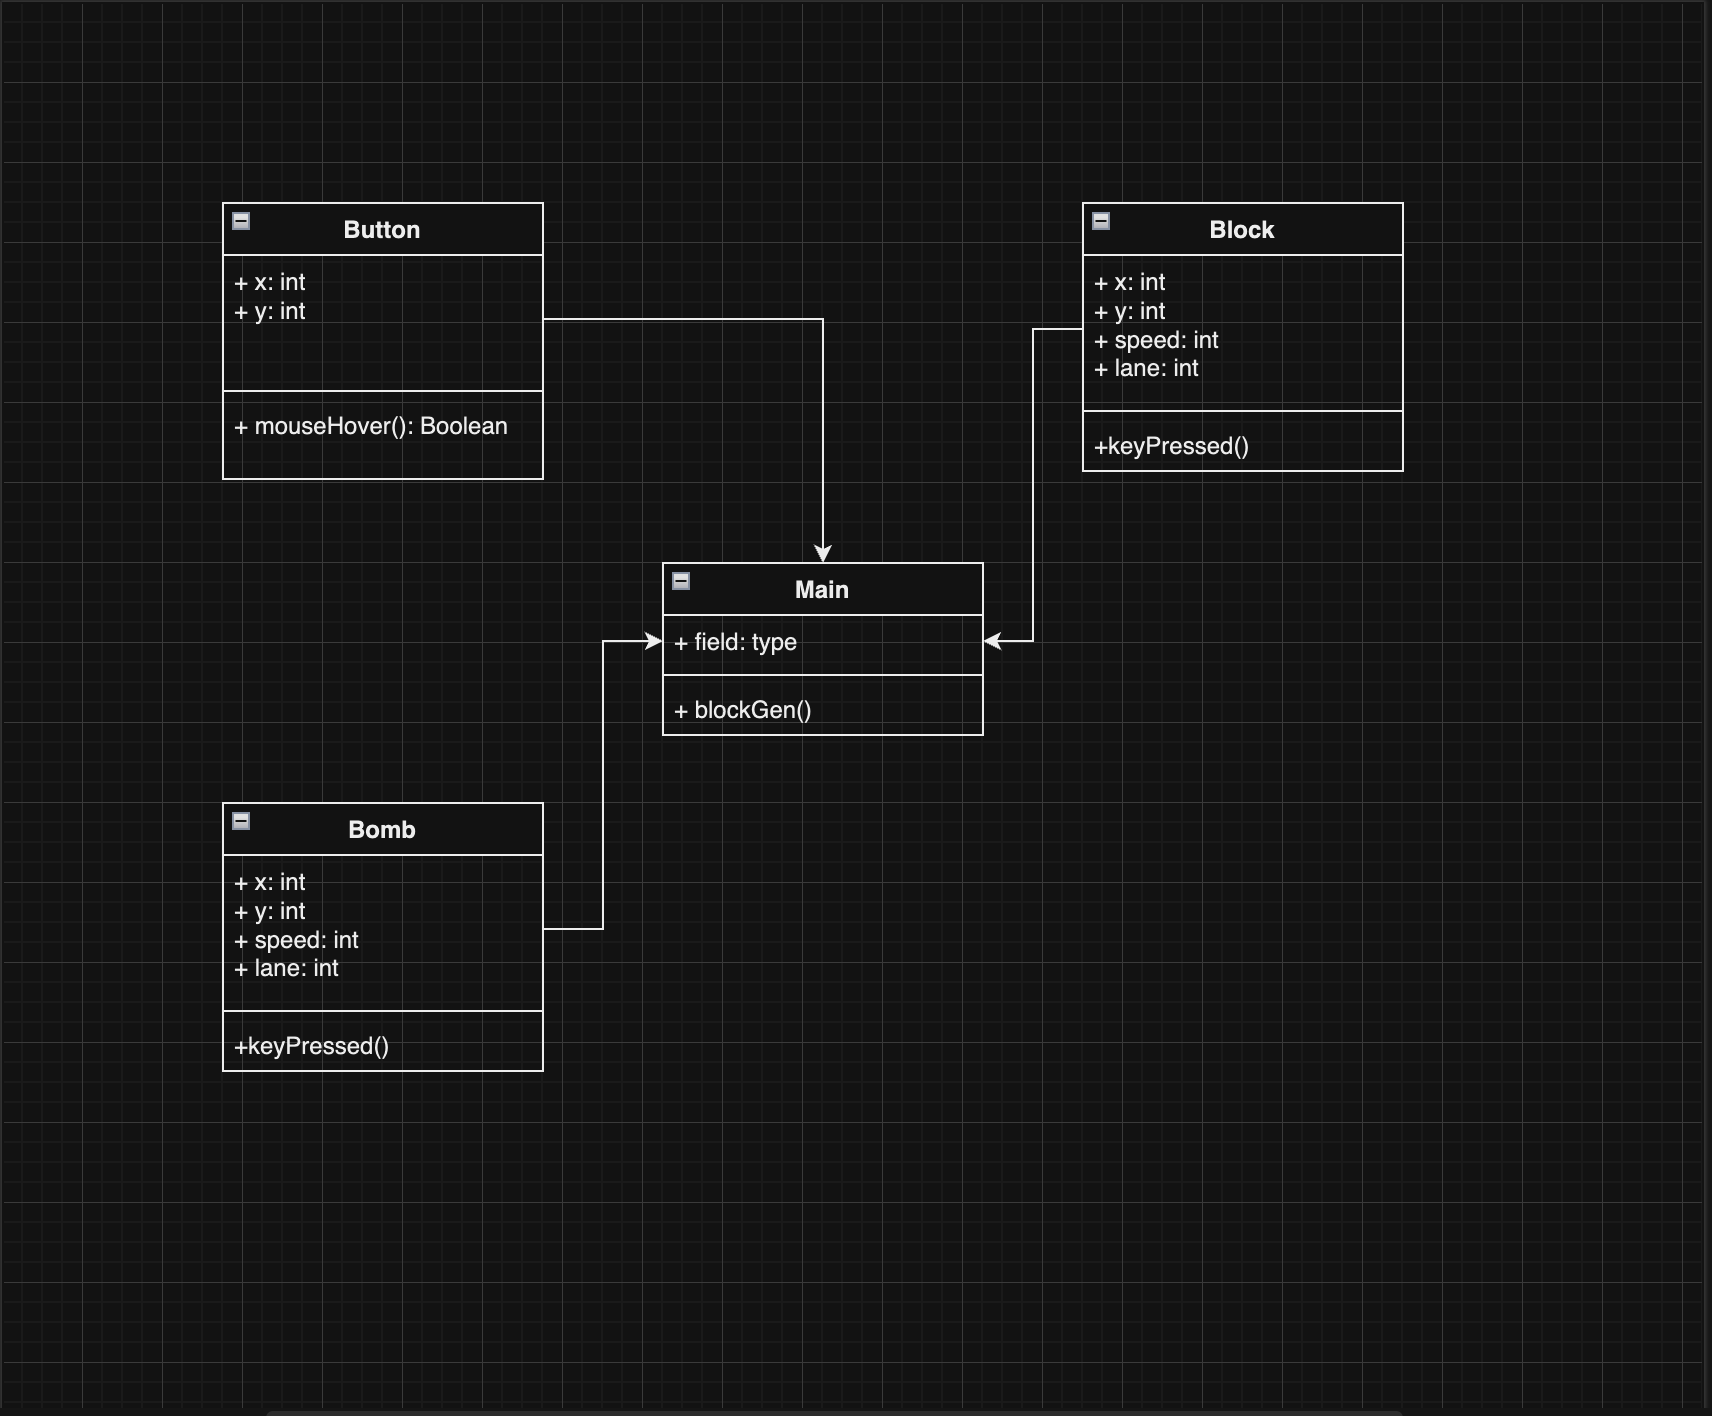 Button
+ x: int
+ y: int
+ mouseHover(): Boolean
Block
+ x: int
+ y: int
+ speed: int
+ lane: int
+keyPressed()
Main
+ field: type
+ blockGen()
Bomb
+ x: int
+ y: int
+ speed: int
+ lane: int
+keyPressed()